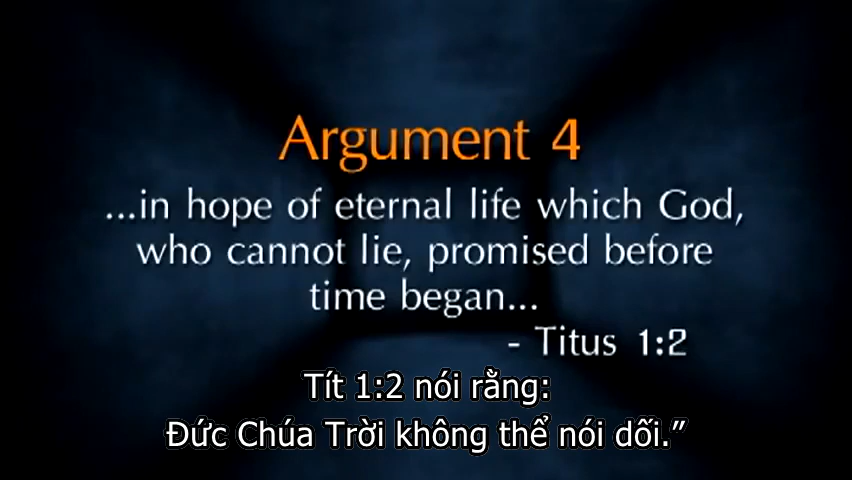 Argument 4
...in hope of eternal life which God,
who cannot lie, promised before
time began...
- Titus 1:2
Tít 1:2 nói rằng:
Đức Chúa Trời không thể nói dối.”